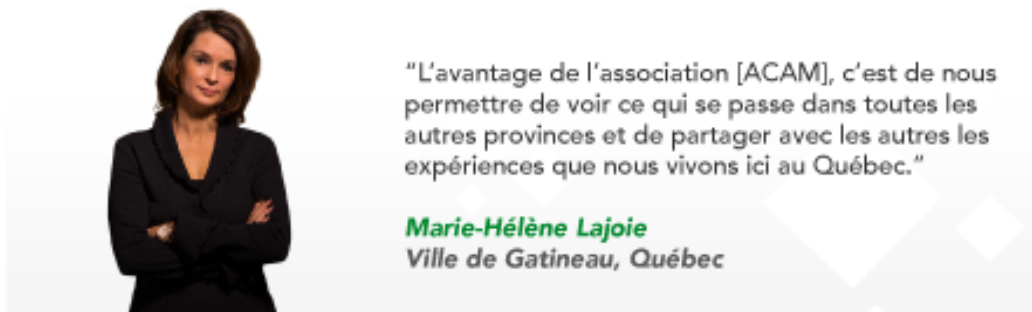 “L’avantage de l’association [ACAM], c’est de nous
permettre de voir ce qui se passe dans toutes les
autres provinces et de partager avec les autres les
expériences que nous vivons ici au Québec.”
Marie-Hélène Lajoie
Ville de Gatineau, Québec